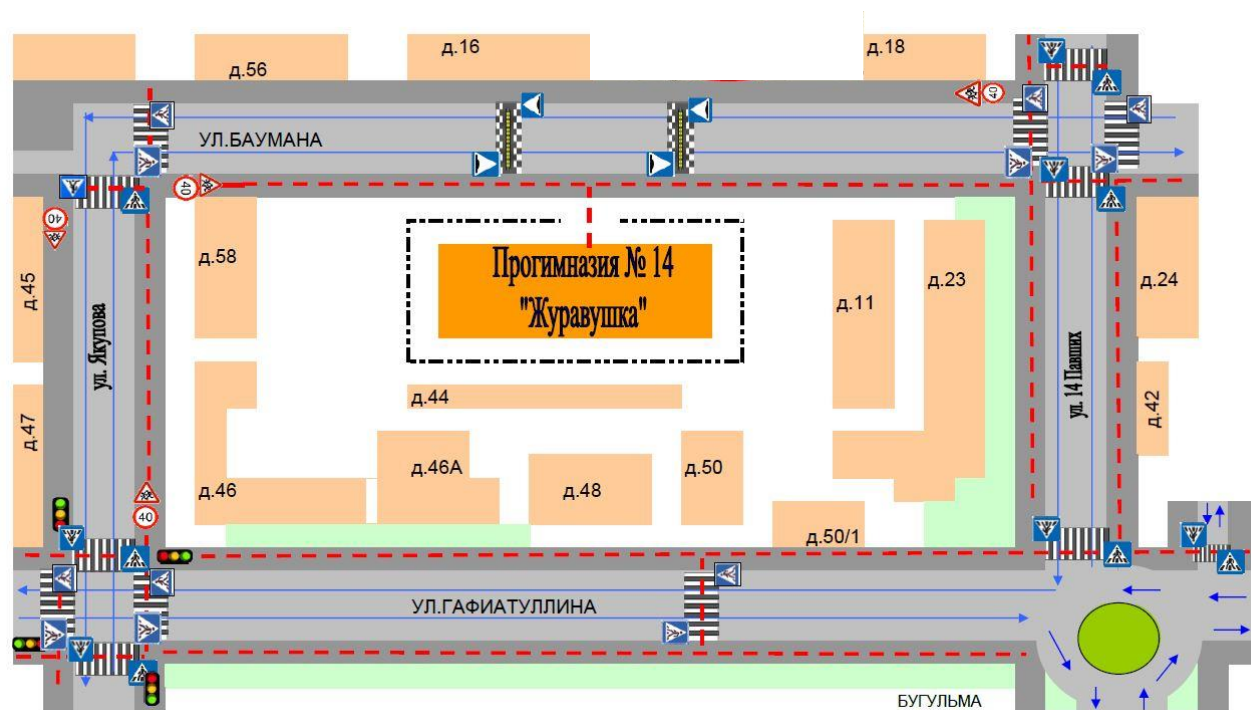 д.16
д.18
д.56
40
УЛ.БАУМАНА
40
40
д.58
Прогимназия № 14
"Журавушка"
д.11
д.23
д.24
д.45
ул. Якупова
ул. 14 Павших
д.44
д.42
д.47
д.46А
д.50
д.46
д.48
40
д.50/1
УЛ.ГАФИАТУЛЛИНА
БУГУЛЬМА